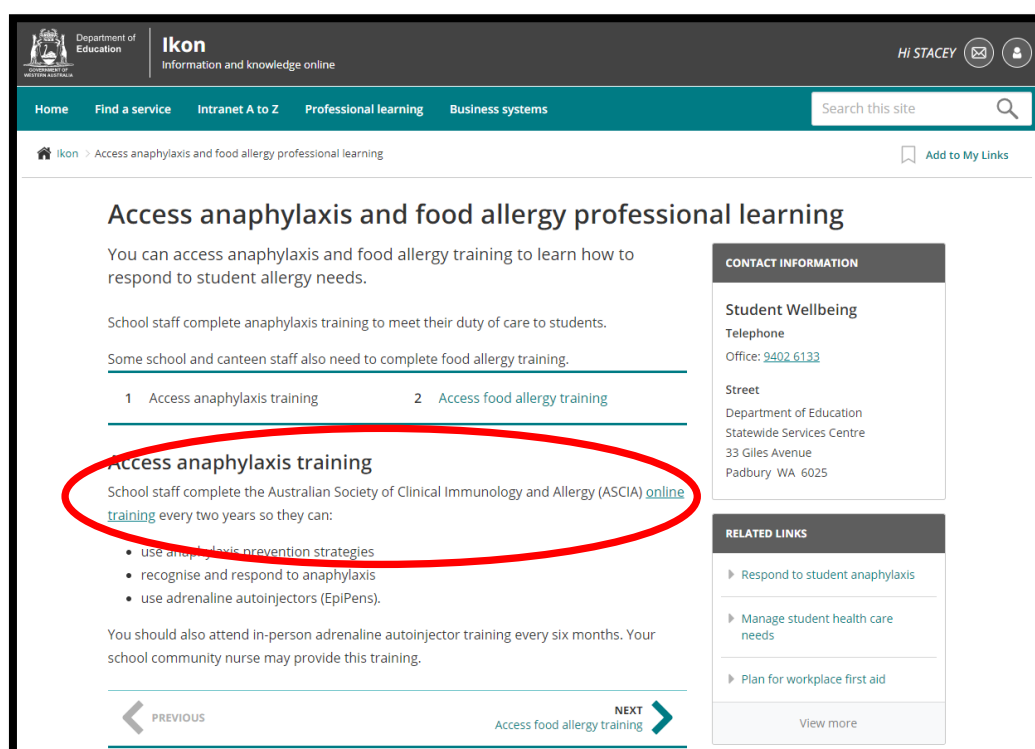 Department of
Education
GOVERNMENT OF
WESTERN AUSTRALIA
Ikon
Information and knowledge online
Hi STACEY
Home Find a service Intranet A to Z Professional learning Business systems
Search this site
Ikon > Access anaphylaxis and food allergy professional learning
Add to My Links
Access anaphylaxis and food allergy professional learning
You can access anaphylaxis and food allergy training to learn how to
respond to student allergy needs.
School staff complete anaphylaxis training to meet their duty of care to students.
Some school and canteen staff also need to complete food allergy training.
1 Access anaphylaxis training 2 Access food allergy training
Access anaphylaxis training
School staff complete the Australian Society of Clinical Immunology and Allergy (ASCIA) online
training every two years so they can:
• use anaphylaxis prevention strategies
• recognise and respond to anaphylaxis
• use adrenaline autoinjectors (EpiPens).
You should also attend in-person adrenaline autoinjector training every six months. Your
school community nurse may provide this training.
PREVIOUS
NEXT
Access food allergy training
CONTACT INFORMATION
Student Wellbeing
Telephone
Office: 9402 6133
Street
Department of Education
Statewide Services Centre
33 Giles Avenue
Padbury WA 6025
RELATED LINKS
Respond to student anaphylaxis
Manage student health care
needs
Plan for workplace first aid
View more